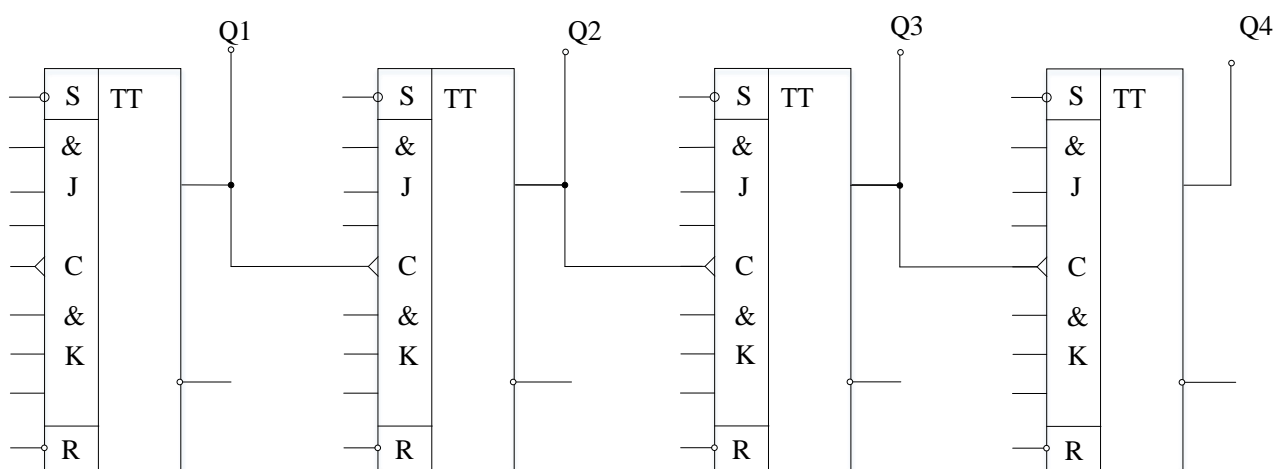 Q1 Q2 Q3 Q4
S TT S TT S TT S TT
& & & &
J J J J
C C C C
& & & &
K K K K
R R R R